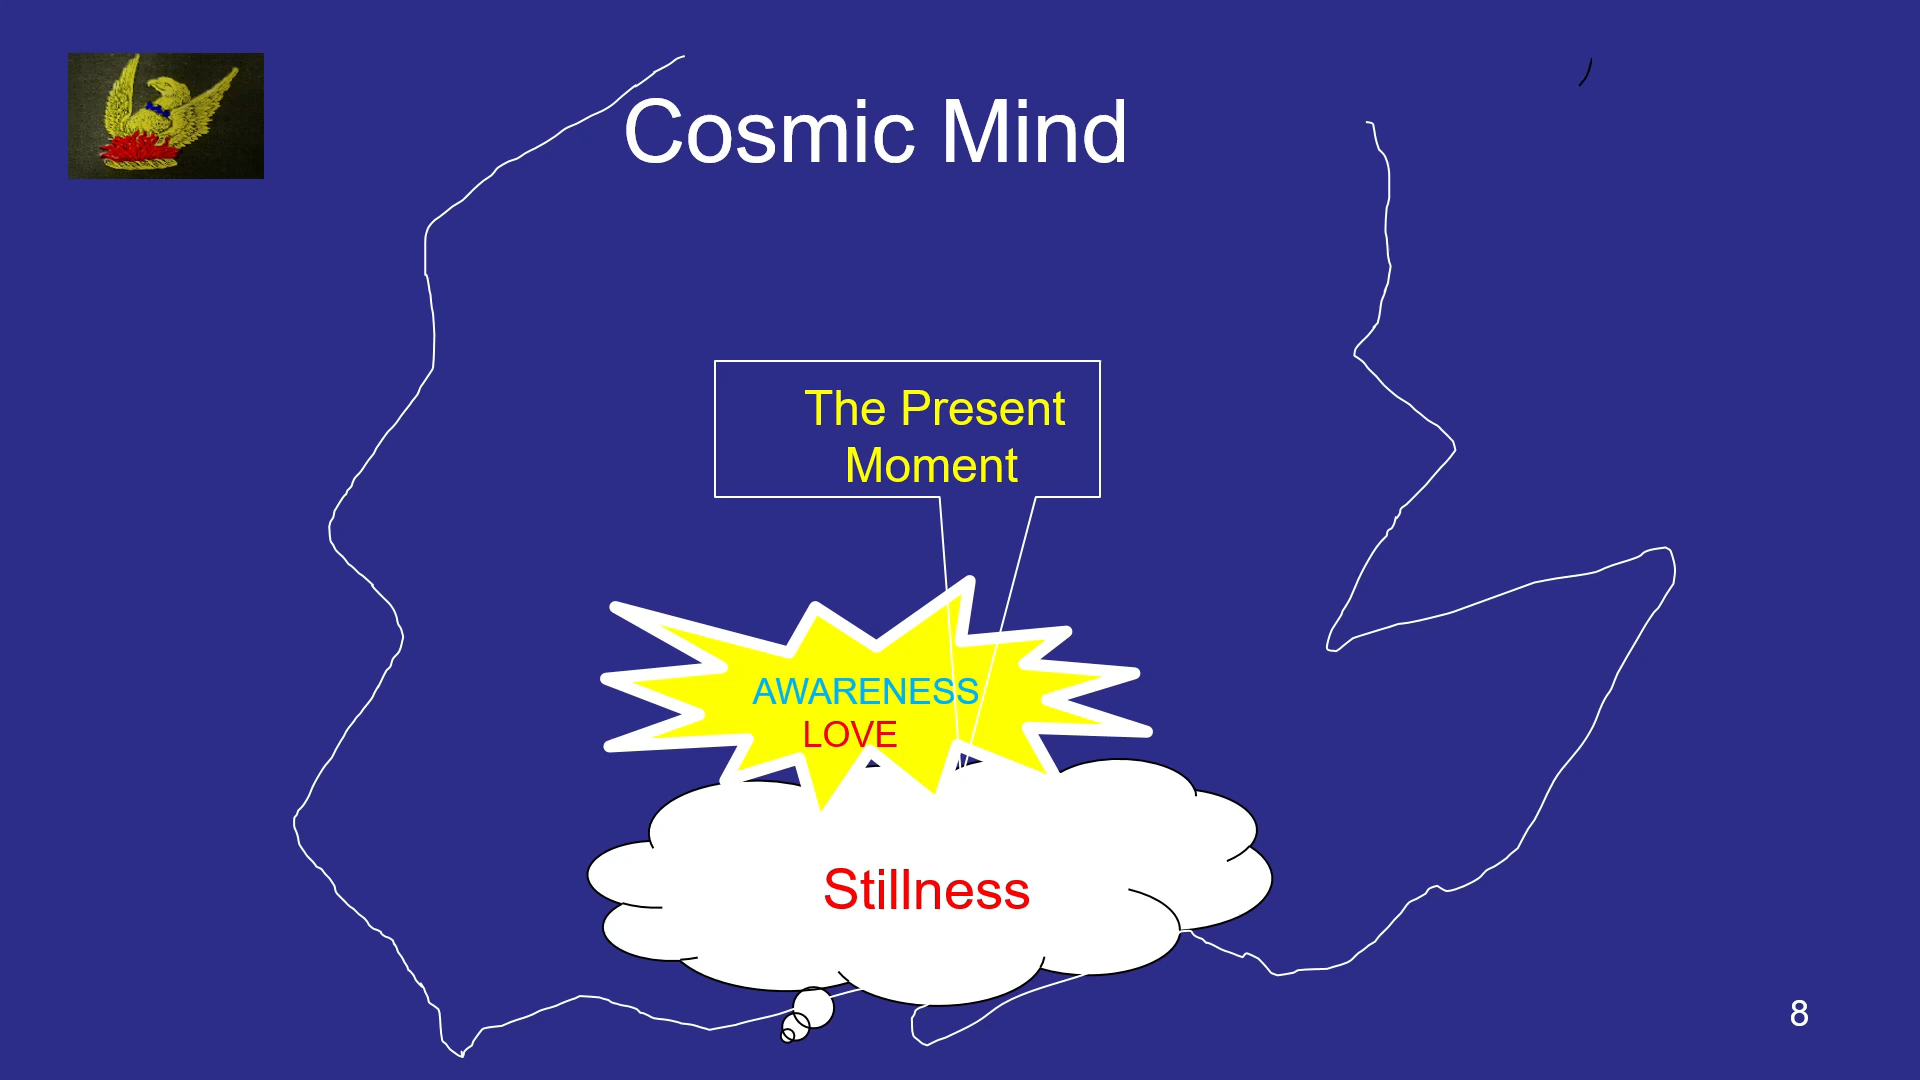 Cosmic Mind
The Present
Moment
AWARENESS
LOVE
Stillness
8